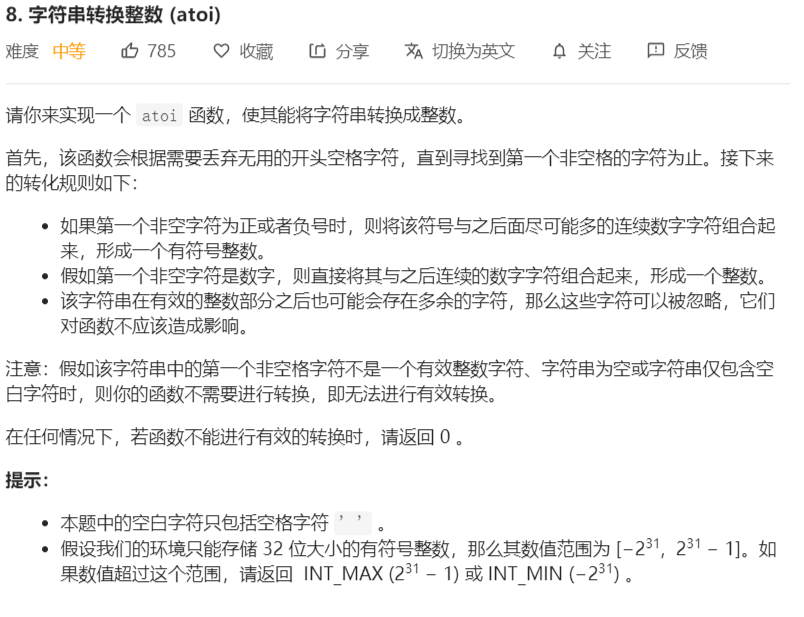 8. 字符串转换整数 (atoi)
难度 中等 785 收藏 分享 切换为英文 关注 反馈
请你来实现一个 atoi 函数，使其能将字符串转换成整数。
首先，该函数会根据需要丢弃无用的开头空格字符，直到寻找到第一个非空格的字符为止。接下来
的转化规则如下：
• 如果第一个非空字符为正或者负号时，则将该符号与之后面尽可能多的连续数字字符组合起
来，形成一个有符号整数。
• 假如第一个非空字符是数字，则直接将其与之后连续的数字字符组合起来，形成一个整数。
• 该字符串在有效的整数部分之后也可能会存在多余的字符，那么这些字符可以被忽略，它们
对函数不应该造成影响。
注意：假如该字符串中的第一个非空格字符不是一个有效整数字符、字符串为空或字符串仅包含空
白字符时，则你的函数不需要进行转换，即无法进行有效转换。
在任何情况下，若函数不能进行有效的转换时，请返回 0 。
提示：
• 本题中的空白字符只包括空格字符 ' ' 。
• 假设我们的环境只能存储 32 位大小的有符号整数，那么其数值范围为 [−2³¹, 2³¹ − 1]。如
果数值超过这个范围，请返回 INT_MAX (2³¹ − 1) 或 INT_MIN (−2³¹) 。